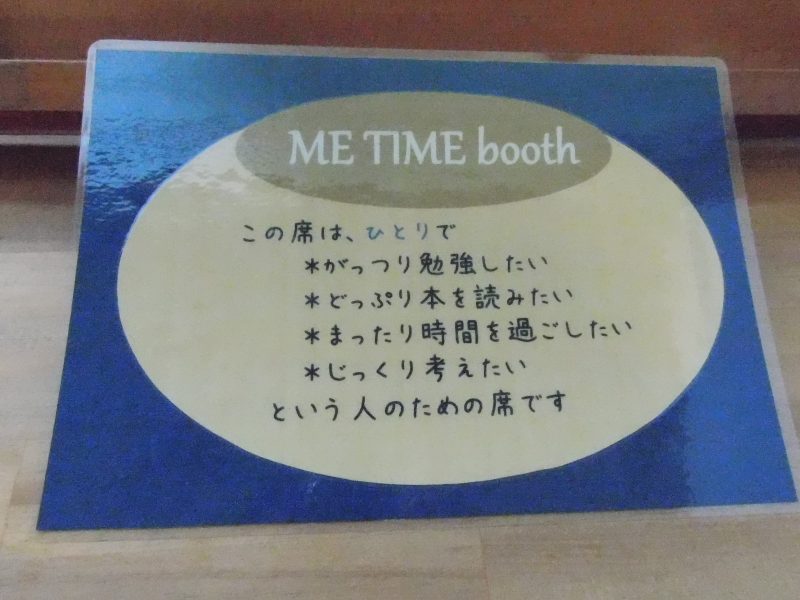 ME TIME booth
この席は、ひとりで
*がっつり勉強したい
*どっぷり本を読みたい
*まったり時間を過ごしたい
*じっくり考えたい
という人のための席です